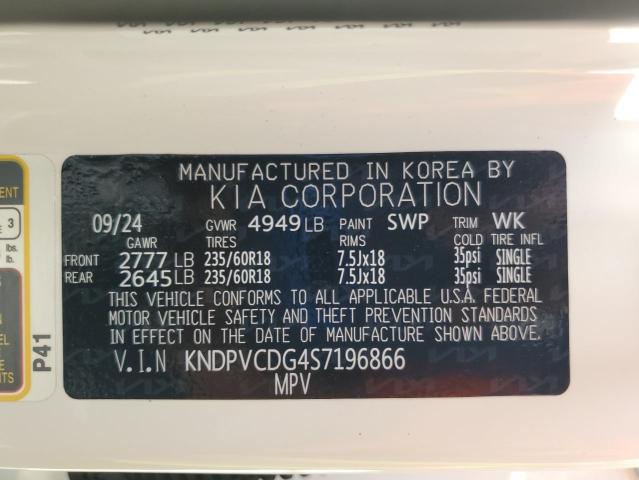 MANUFACTURED IN KOREA BY
KIA CORPORATION
09/24 GVWR 4949 LB PAINT SWP TRIM WK
GAWR TIRES RIMS COLD TIRE INFL
FRONT 2777 LB 235/60R18 7.5Jx18 35psi SINGLE
REAR 2645 LB 235/60R18 7.5Jx18 35psi SINGLE
THIS VEHICLE CONFORMS TO ALL APPLICABLE U.S.A. FEDERAL
MOTOR VEHICLE SAFETY AND THEFT PREVENTION STANDARDS
IN EFFECT ON THE DATE OF MANUFACTURE SHOWN ABOVE.
V.I.N KNDPVCDG4S7196866
MPV
P41
3
lbs.
lb.